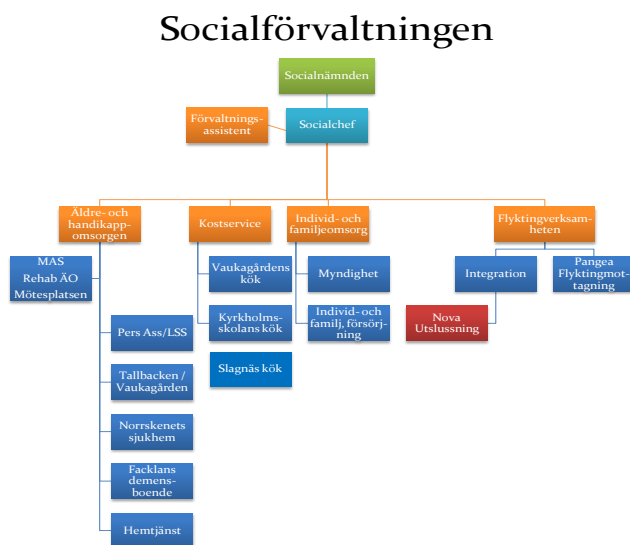 Socialförvaltningen
Socialnämnden
Förvaltnings-
assistent
Socialchef
Äldre- och
handikapp-
omsorgen
Kostservice
Individ- och
familjeomsorg
Flyktingverksam-
heten
MAS
Rehab ÄO
Mötesplatsen
Vaukagårdens
kök
Myndighet
Integration
Pangea
Flyktingmot-
tagning
Pers Ass/LSS
Kyrkholms-
skolans kök
Individ- och
familj, försörj-
ning
Nova
Utslussning
Tallbacken /
Vaukagården
Slagnäs kök
Norrskenets
sjukhem
Facklans
demens-
boende
Hemtjänst